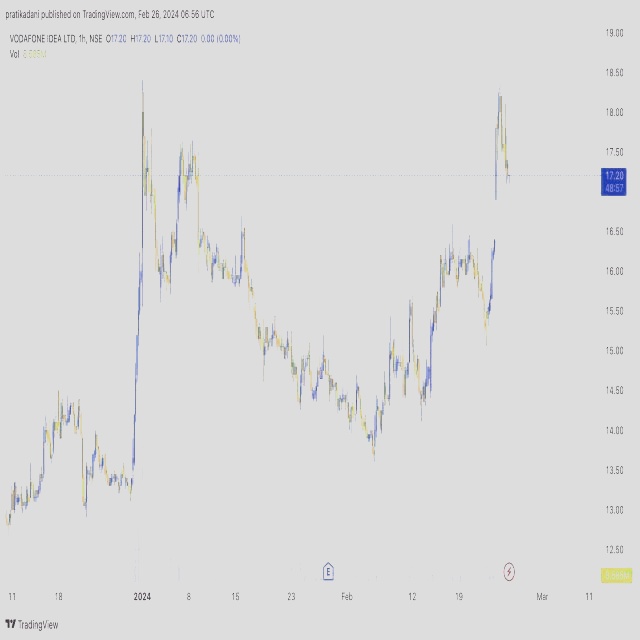 pratikadani published on TradingView.com, Feb 26, 2024 06:56 UTC
VODAFONE IDEA LTD, 1h, NSE O17.20 H17.20 L17.10 C17.20 0.00 (0.00%)
Vol
19.00
18.50
18.00
17.50
17.20
48:57
16.50
16.00
15.50
15.00
14.50
14.00
13.50
13.00
12.50
E
11 18 2024 8 15 23 Feb 12 19 Mar 11
TradingView